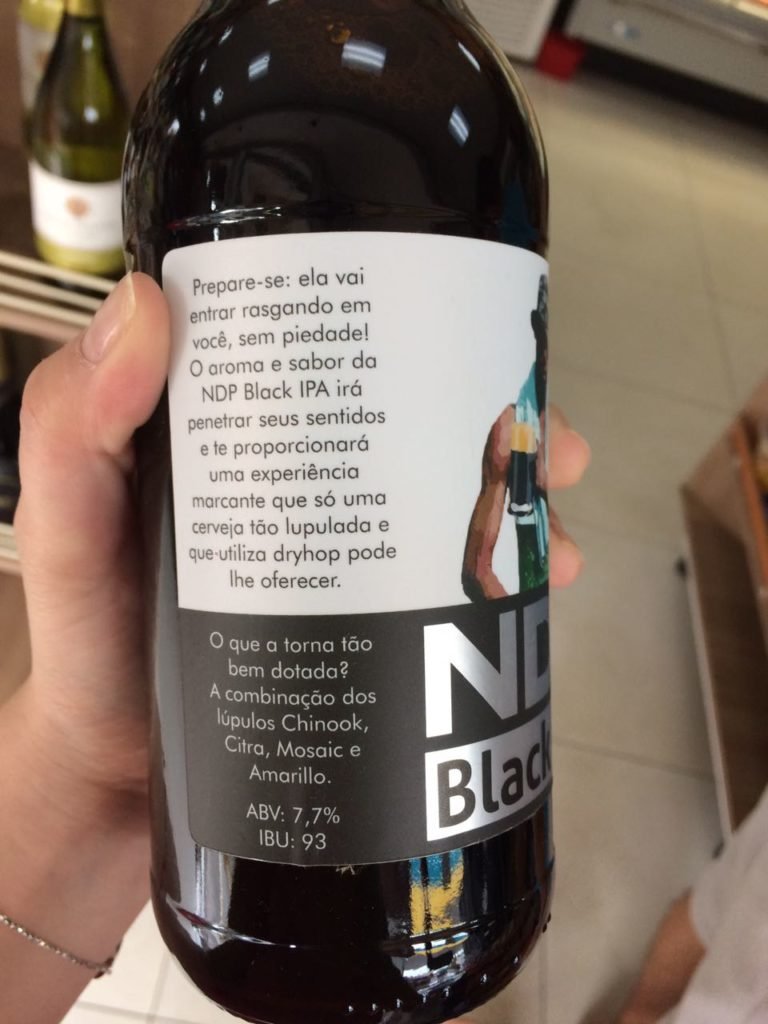 Prepare-se: ela vai
entrar rasgando em
você, sem piedade!
O aroma e sabor da
NDP Black IPA irá
penetrar seus sentidos
e te proporcionará
uma experiência
marcante que só uma
cerveja tão lupulada e
que utiliza dryhop pode
lhe oferecer.
O que a torna tão
bem dotada?
A combinação dos
lúpulos Chinook,
Citra, Mosaic e
Amarillo.
ABV: 7,7%
IBU: 93
ND
Black